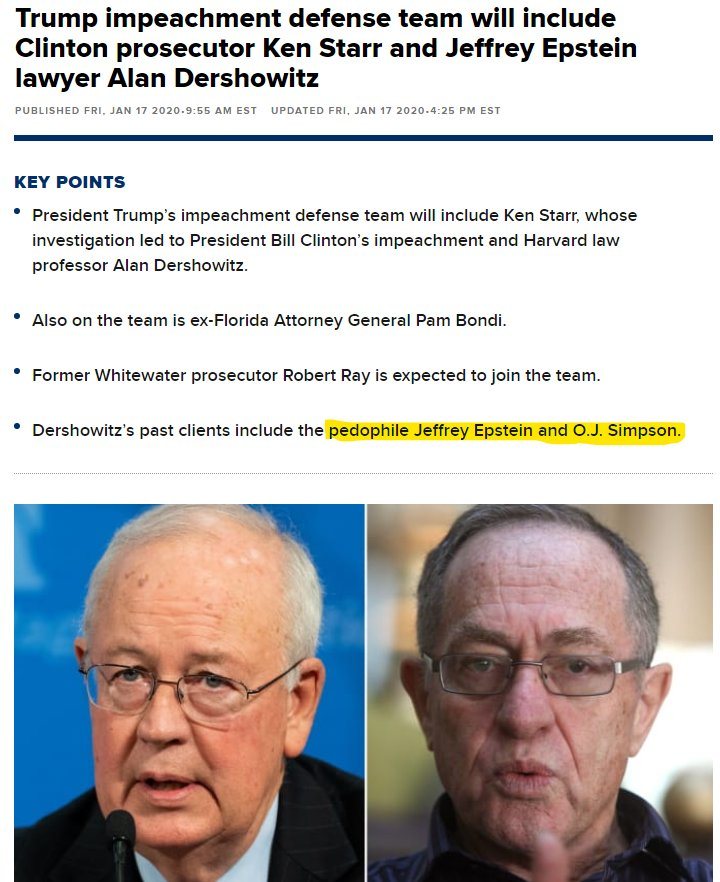 Trump impeachment defense team will include
Clinton prosecutor Ken Starr and Jeffrey Epstein
lawyer Alan Dershowitz
PUBLISHED FRI, JAN 17 2020•9:55 AM EST UPDATED FRI, JAN 17 2020•4:25 PM EST
KEY POINTS
• President Trump’s impeachment defense team will include Ken Starr, whose
investigation led to President Bill Clinton’s impeachment and Harvard law
professor Alan Dershowitz.
• Also on the team is ex-Florida Attorney General Pam Bondi.
• Former Whitewater prosecutor Robert Ray is expected to join the team.
• Dershowitz’s past clients include the pedophile Jeffrey Epstein and O.J. Simpson.